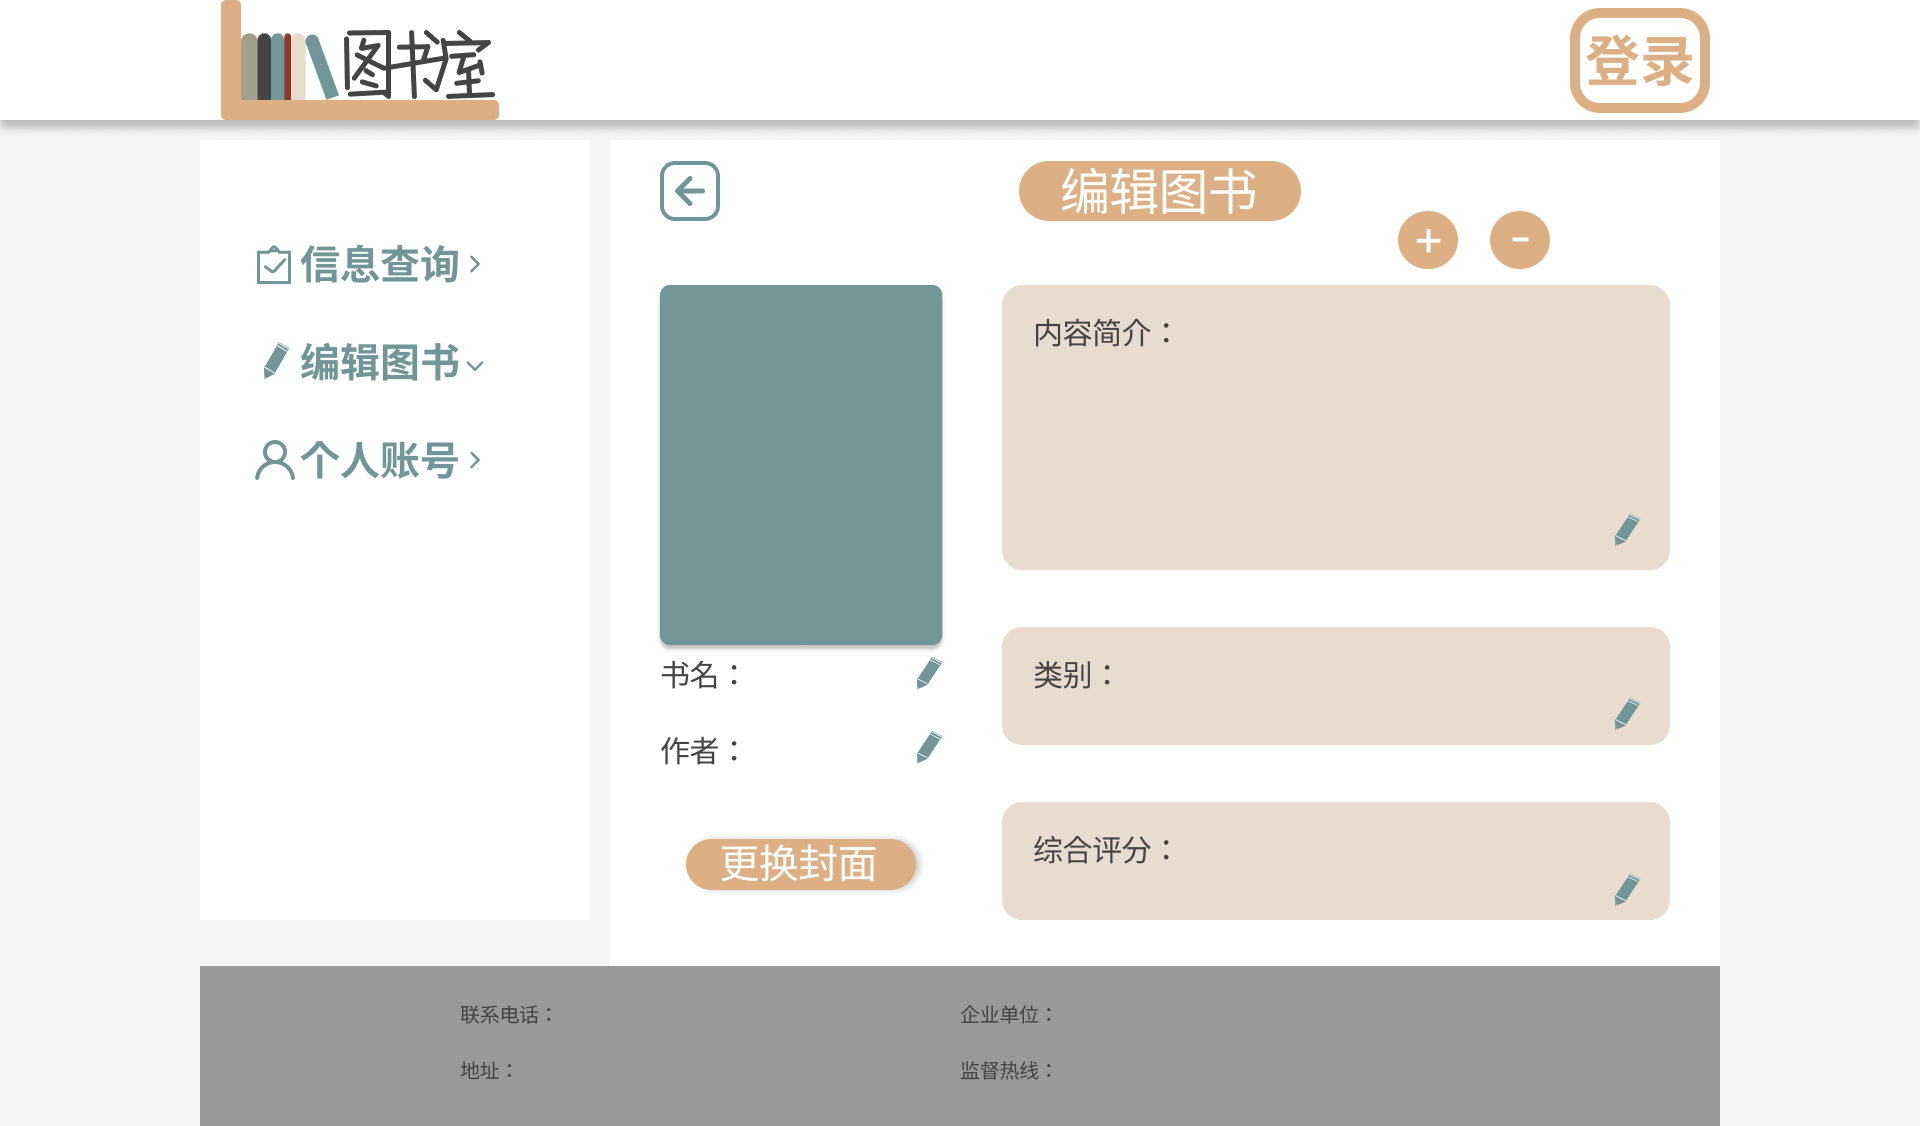 图书室
登录
信息查询
编辑图书
个人账号
编辑图书
+
-
内容简介：
书名：
作者：
更换封面
类别：
综合评分：
联系电话：
企业单位：
地址：
监督热线：